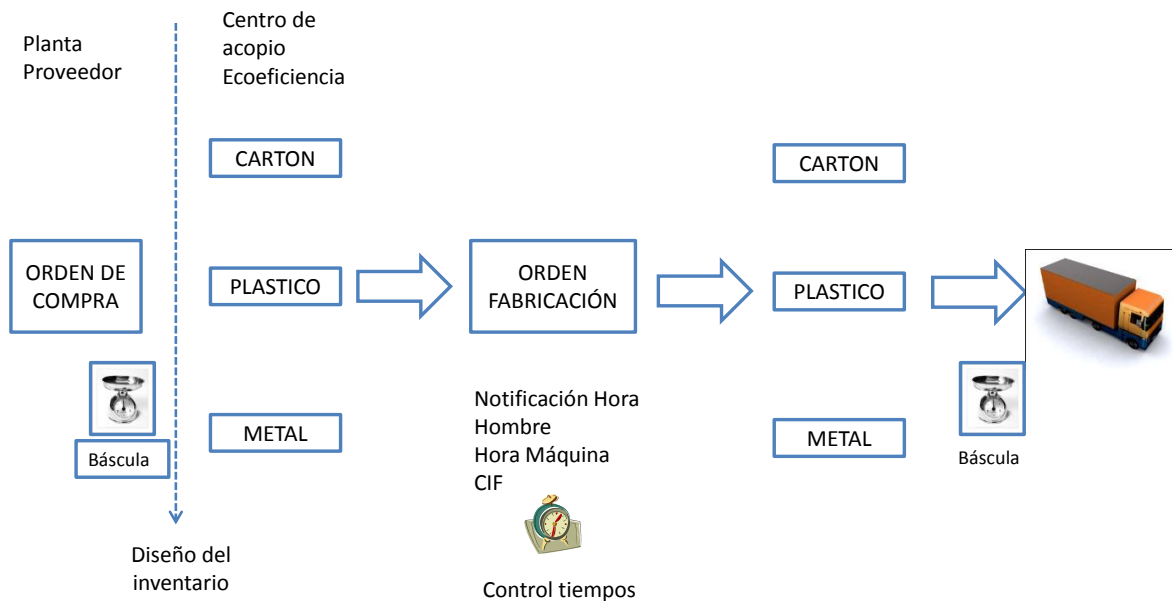 Planta
Proveedor
Centro de
acopio
Ecoeficiencia
CARTON
CARTON
ORDEN DE
COMPRA
PLASTICO
ORDEN
FABRICACIÓN
PLASTICO
Báscula
METAL
Notificación Hora
Hombre
Hora Máquina
CIF
METAL
Báscula
Diseño del
inventario
Control tiempos